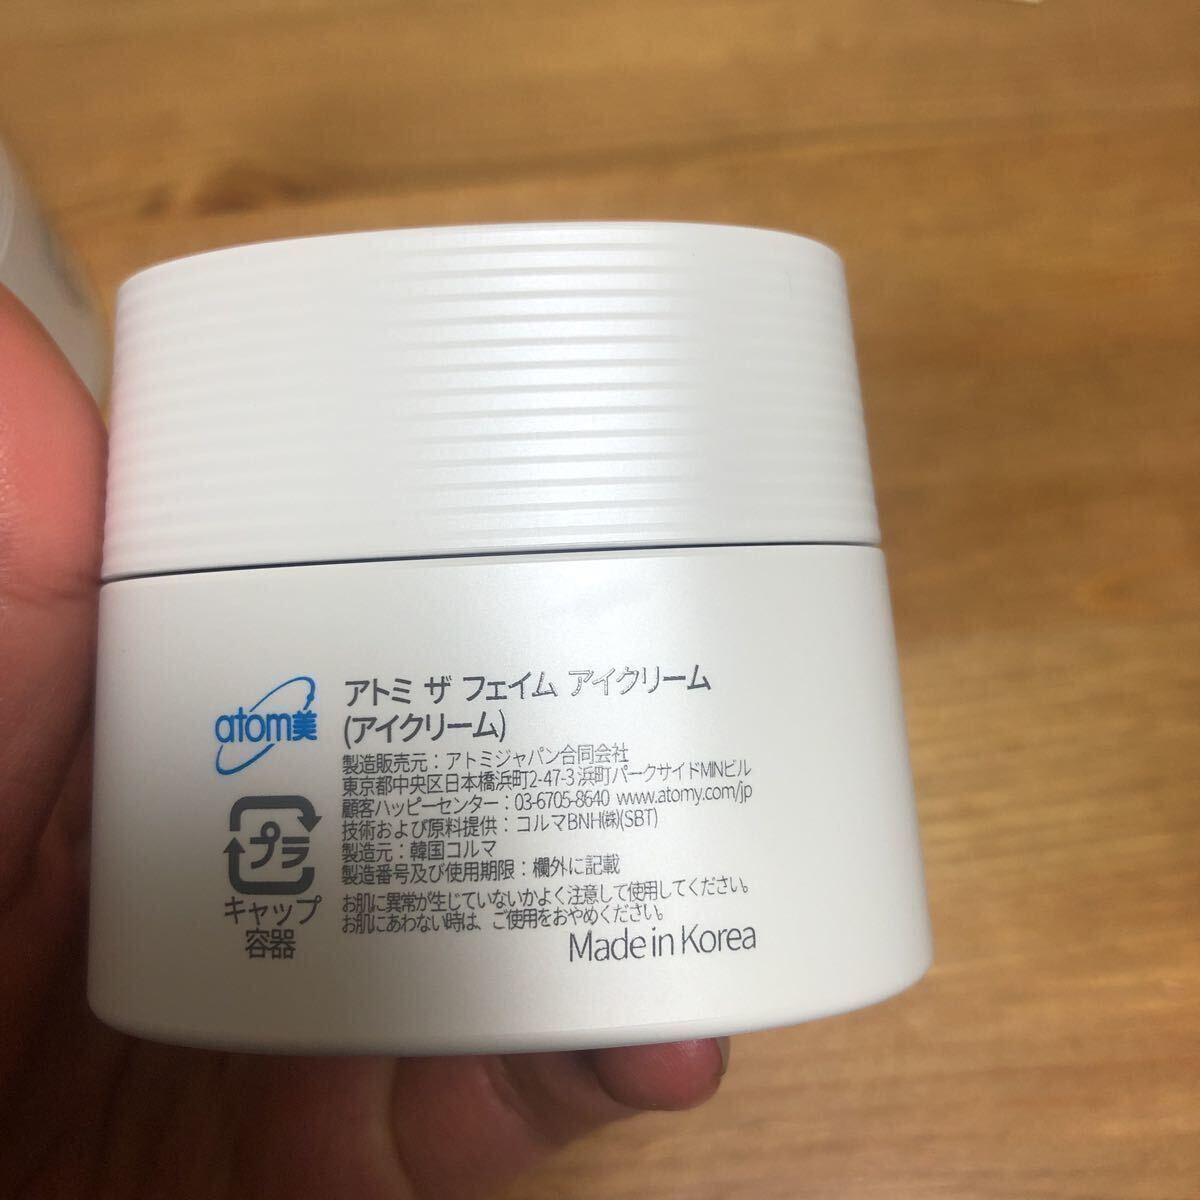 atom美
アトミ ザ フェイム アイクリーム
(アイクリーム)
製造販売元：アトミジャパン合同会社
東京都中央区日本橋浜町2-47-3 浜町パークサイドMINビル
顧客ハッピーセンター：03-6705-8640 www.atomy.com/jp
技術および原料提供：コルマBNH㈱(SBT)
製造元：韓国コルマ
製造番号及び使用期限：欄外に記載
お肌に異常が生じていないかよく注意して使用してください。
お肌にあわない時は、ご使用をおやめください。
Made in Korea
プラ
キャップ
容器